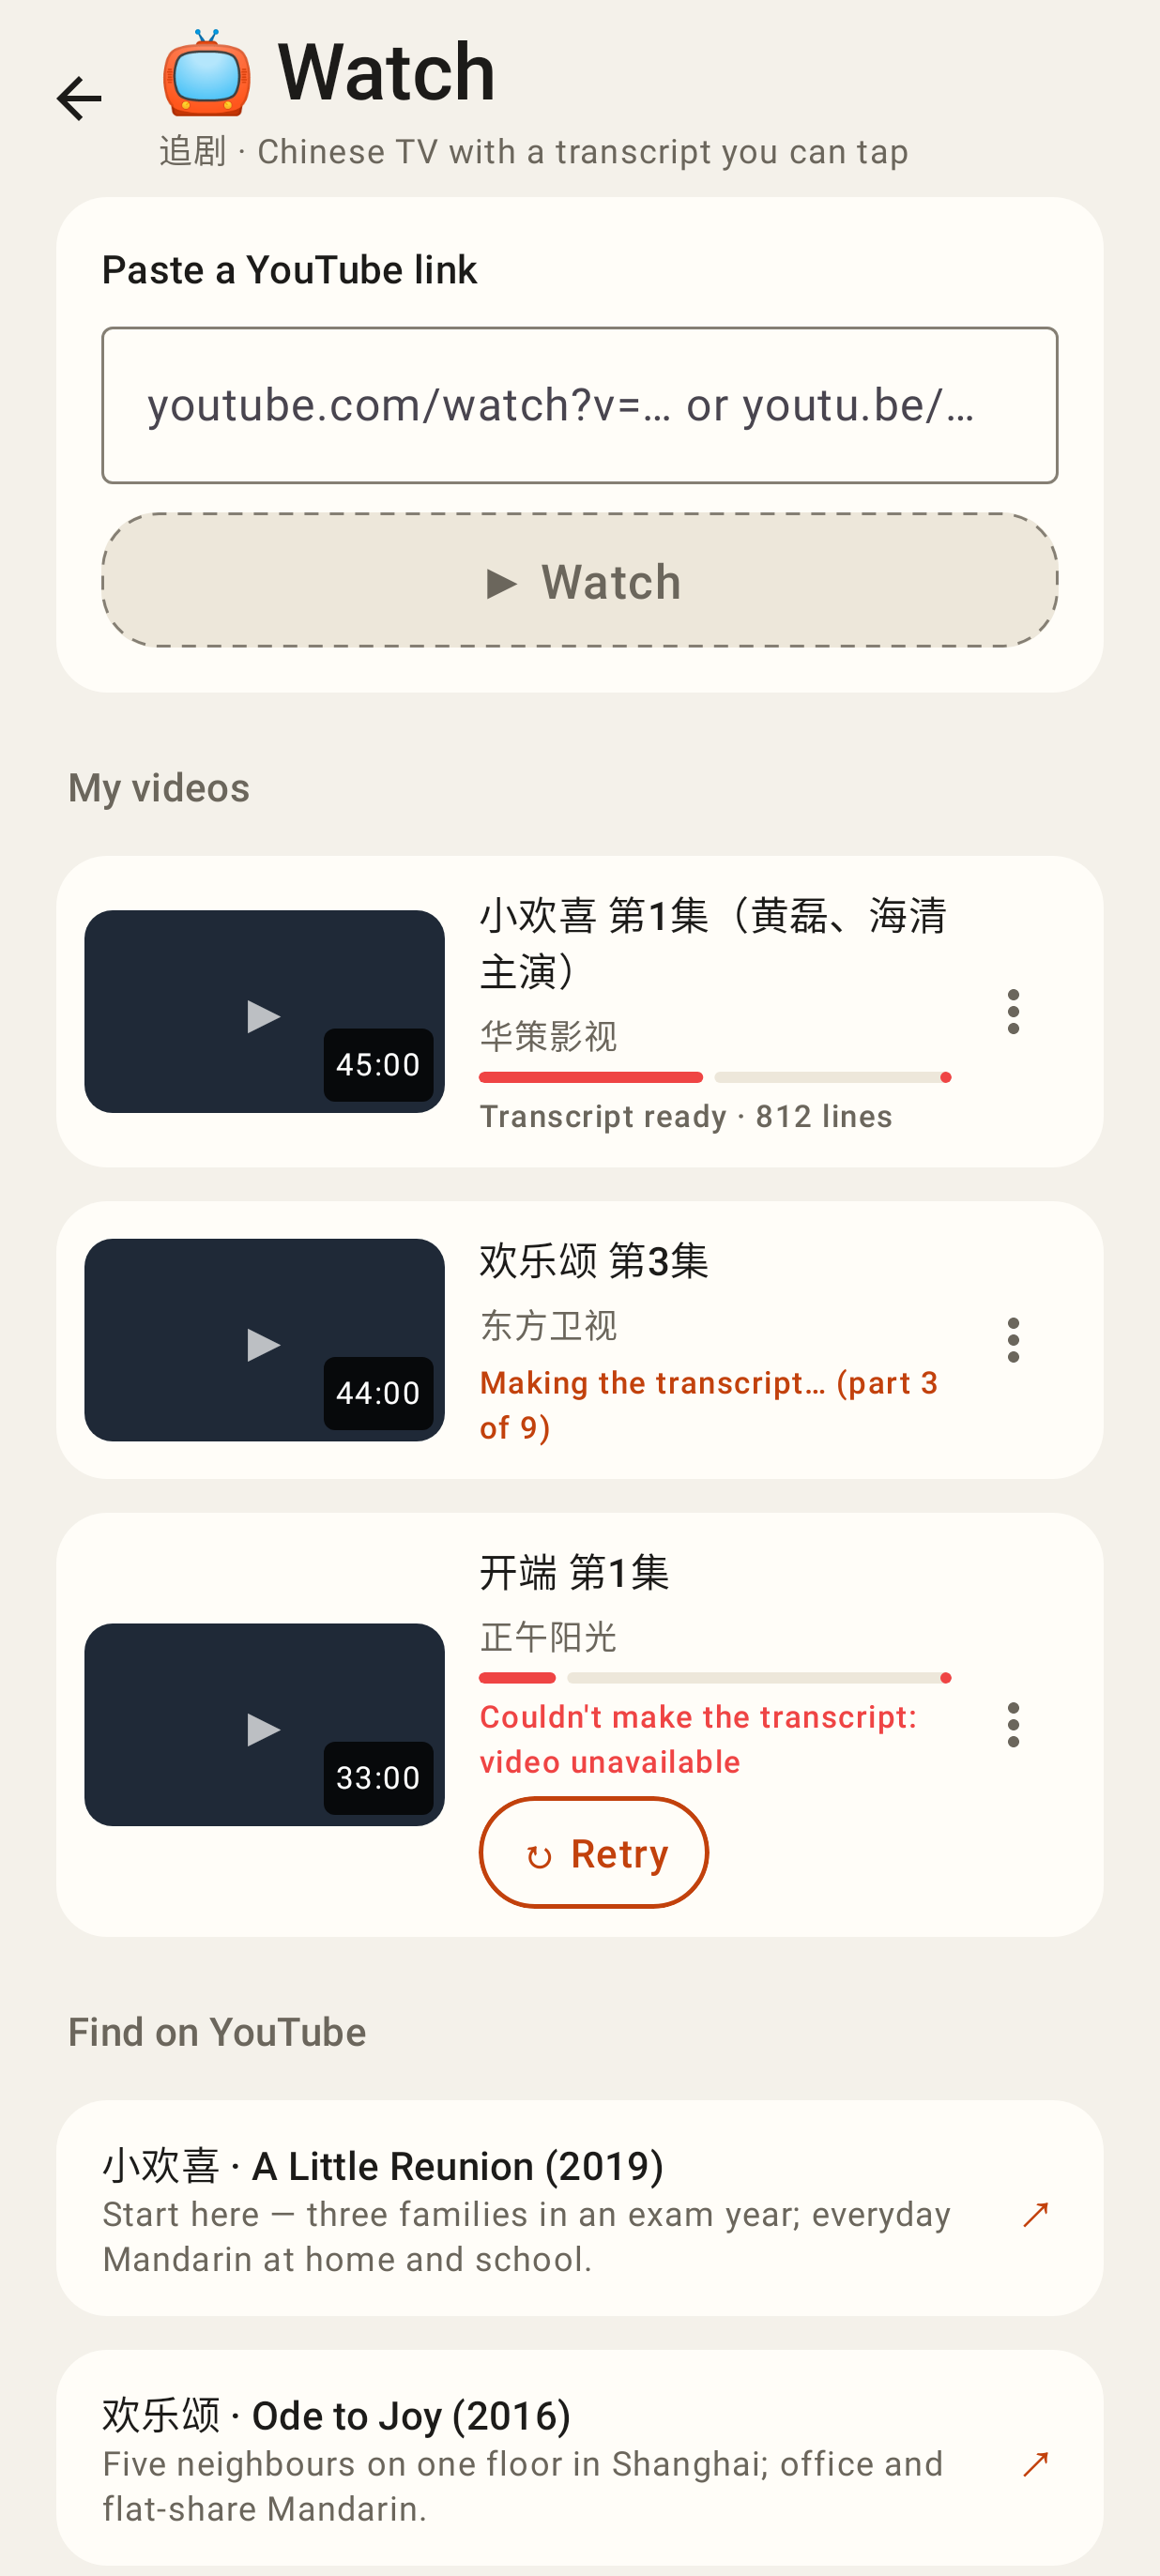 Watch
追剧 · Chinese TV with a transcript you can tap
Paste a YouTube link
youtube.com/watch?v=… or youtu.be/…
▶ Watch
My videos
小欢喜 第1集（黄磊、海清
主演）
华策影视
45:00
Transcript ready · 812 lines
欢乐颂 第3集
东方卫视
44:00
Making the transcript… (part 3
of 9)
开端 第1集
正午阳光
Couldn't make the transcript:
video unavailable
33:00
↻ Retry
Find on YouTube
小欢喜 · A Little Reunion (2019)
Start here — three families in an exam year; everyday
Mandarin at home and school.
↗
欢乐颂 · Ode to Joy (2016)
Five neighbours on one floor in Shanghai; office and
flat-share Mandarin.
↗